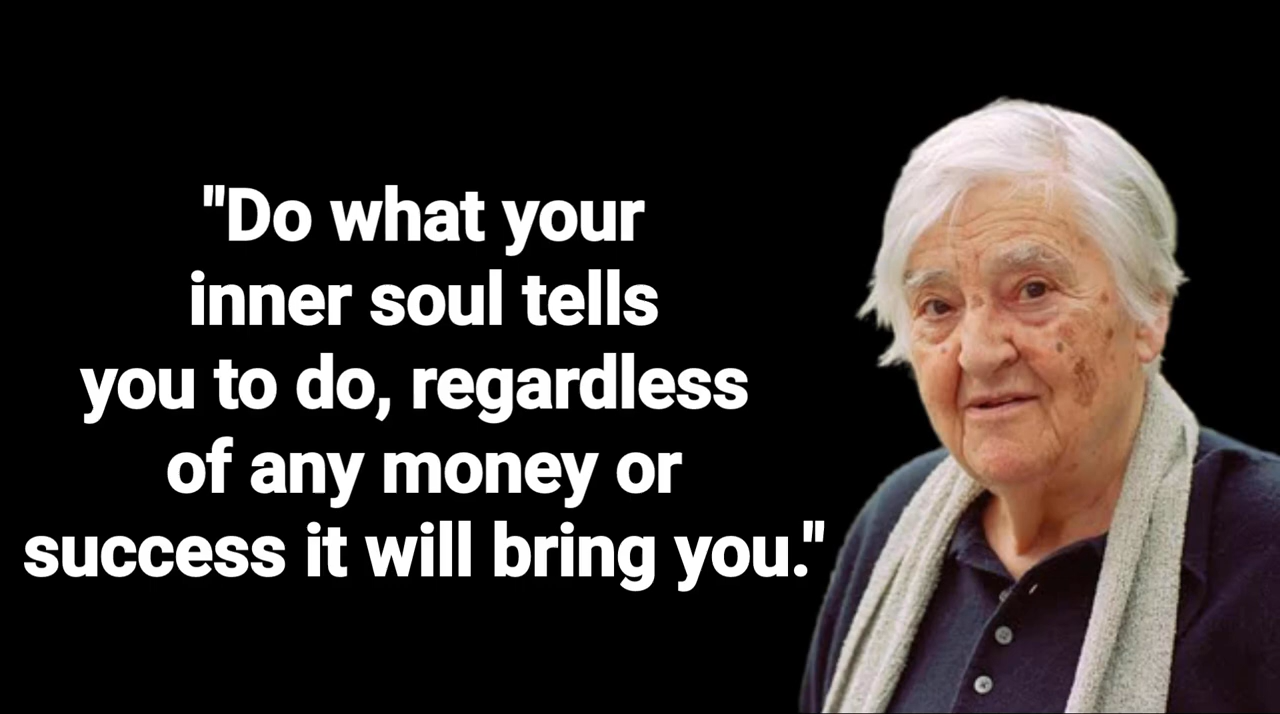 "Do what your
inner soul tells
you to do, regardless
of any money or
success it will bring you."